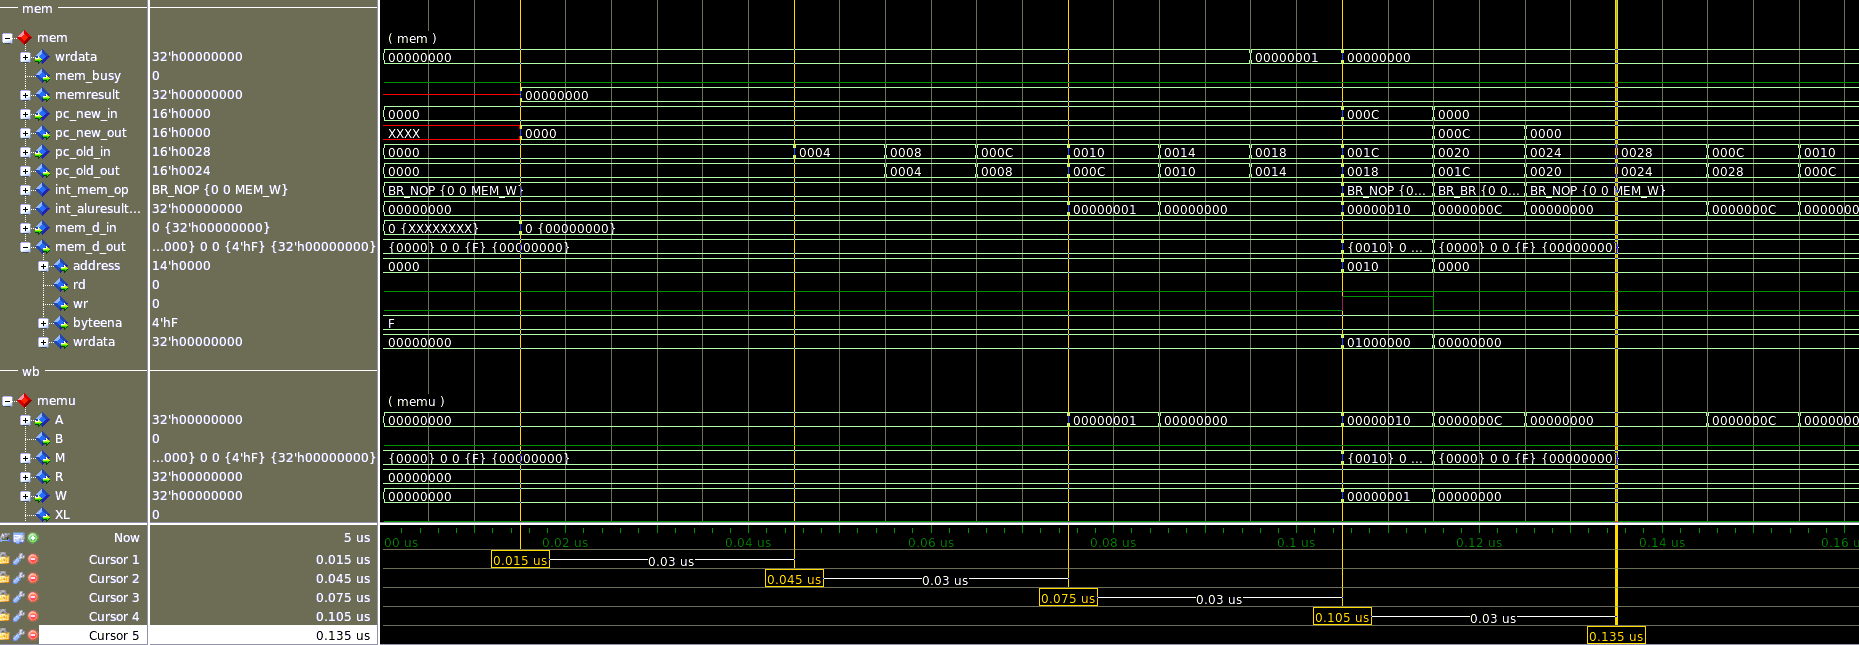 mem
mem ( mem )
wrdata 32'h00000000 00000000 00000001 00000000
mem_busy 0
memresult 32'h00000000 00000000
pc_new_in 16'h0000 0000 000C 0000
pc_new_out 16'h0000 XXXX 0000 000C 0000
pc_old_in 16'h0028 0000 0004 0008 000C 0010 0014 0018 001C 0020 0024 0028 000C 0010
pc_old_out 16'h0024 0000 0004 0008 000C 0010 0014 0018 001C 0020 0024 0028 000C
int_mem_op BR_NOP {0 0 MEM_W} BR_NOP {0 0 MEM_W} BR_NOP {0... BR_BR {0 0... BR_NOP {0 0 MEM_W}
int_aluresult... 32'h00000000 00000000 00000001 00000000 00000010 0000000C 00000000 0000000C 0000000
mem_d_in 0 {32'h00000000} 0 {XXXXXXXX} 0 {00000000}
mem_d_out ...000} 0 0 {4'hF} {32'h00000000} {0000} 0 0 {F} {00000000} {0010} 0 ... {0000} 0 0 {F} {00000000}
address 14'h0000 0000 0010 0000
rd 0
wr 0
byteena 4'hF F
wrdata 32'h00000000 00000000 01000000 00000000
wb
memu ( memu )
A 32'h00000000 00000000 00000001 00000000 00000010 0000000C 00000000 0000000C 0000000
B 0
M ...000} 0 0 {4'hF} {32'h00000000} {0000} 0 0 {F} {00000000} {0010} 0 ... {0000} 0 0 {F} {00000000}
R 32'h00000000 00000000
W 32'h00000000 00000000 00000001 00000000
XL 0
Now 5 us 00 us 0.02 us 0.04 us 0.06 us 0.08 us 0.1 us 0.12 us 0.14 us 0.16 u
Cursor 1 0.015 us 0.015 us 0.03 us
Cursor 2 0.045 us 0.045 us 0.03 us
Cursor 3 0.075 us 0.075 us 0.03 us
Cursor 4 0.105 us 0.105 us 0.03 us
Cursor 5 0.135 us 0.135 us